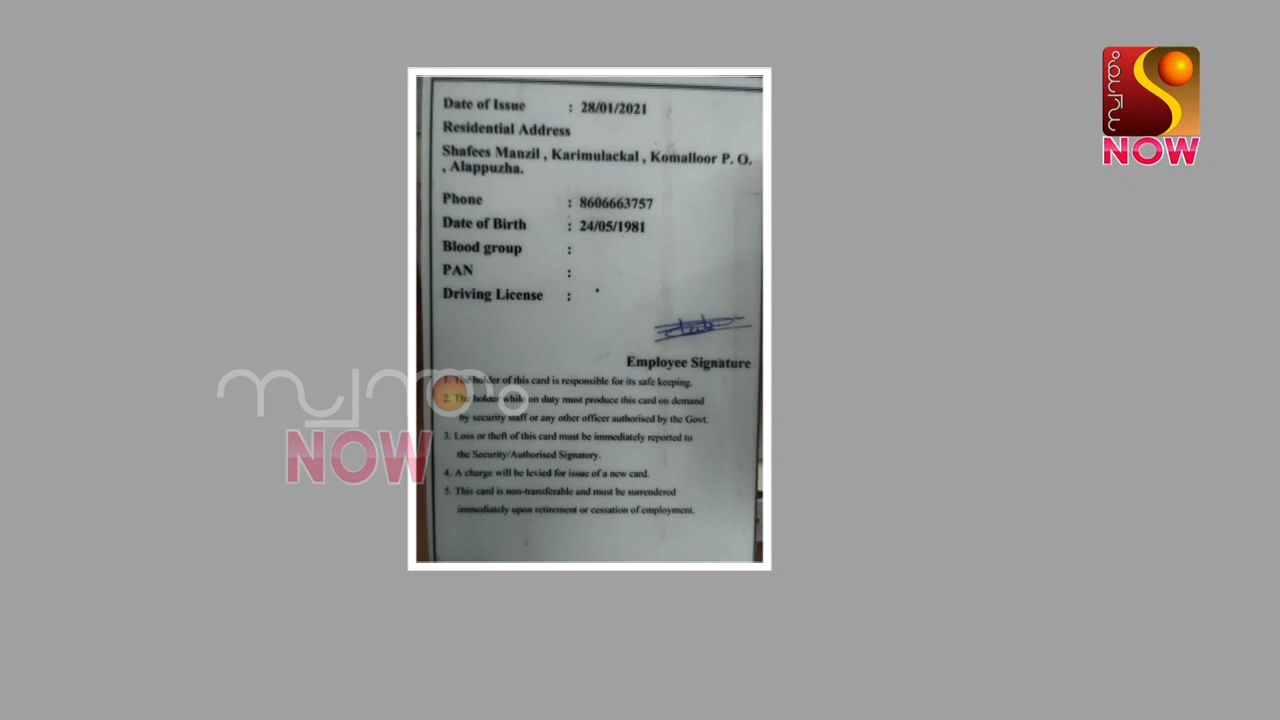 സ്വന്തം
NOW
Date of Issue : 28/01/2021
Residential Address
Shafees Manzil , Karimulackal , Komalloor P. O.
, Alappuzha.
Phone : 8606663757
Date of Birth : 24/05/1981
Blood group :
PAN :
Driving License :
Employee Signature
1. The holder of this card is responsible for its safe keeping.
2. The holder while on duty must produce this card on demand
by security staff or any other officer authorised by the Govt.
3. Loss or theft of this card must be immediately reported to
the Security/Authorised Signatory.
4. A charge will be levied for issue of a new card.
5. This card is non-transferable and must be surrendered
immediately upon retirement or cessation of employment.
സ്വന്തം
NOW